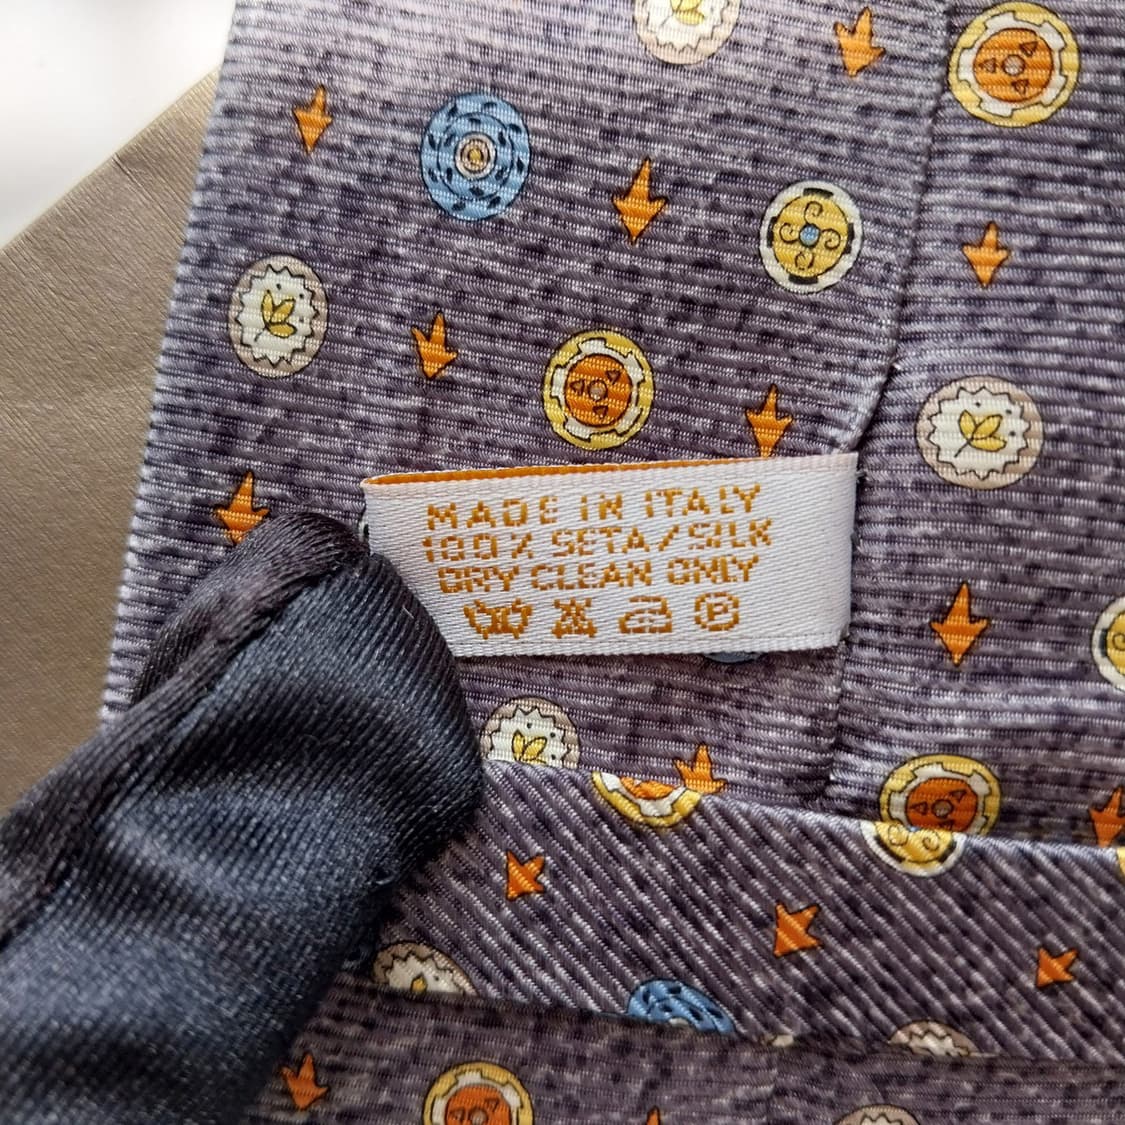 MADE IN ITALY
100% SETA/SILK
DRY CLEAN ONLY
P